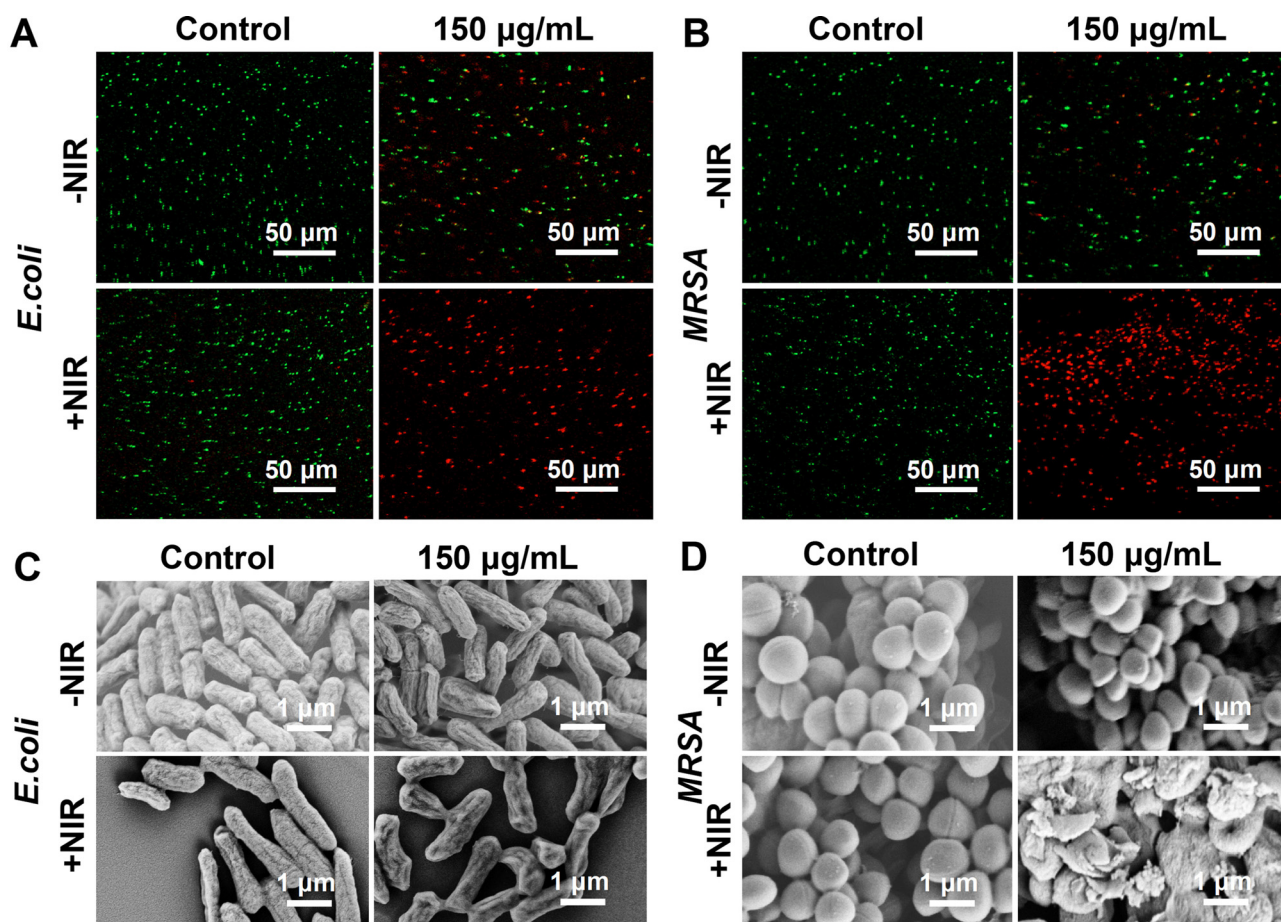 A
Control
150 µg/mL
B
Control
150 µg/mL
E.coli
-NIR
50 µm
50 µm
MRSA
-NIR
50 µm
50 µm
+NIR
50 µm
50 µm
+NIR
50 µm
50 µm
C
Control
150 µg/mL
D
Control
150 µg/mL
E.coli
-NIR
1 µm
1 µm
MRSA
-NIR
1 µm
1 µm
+NIR
1 µm
1 µm
+NIR
1 µm
1 µm